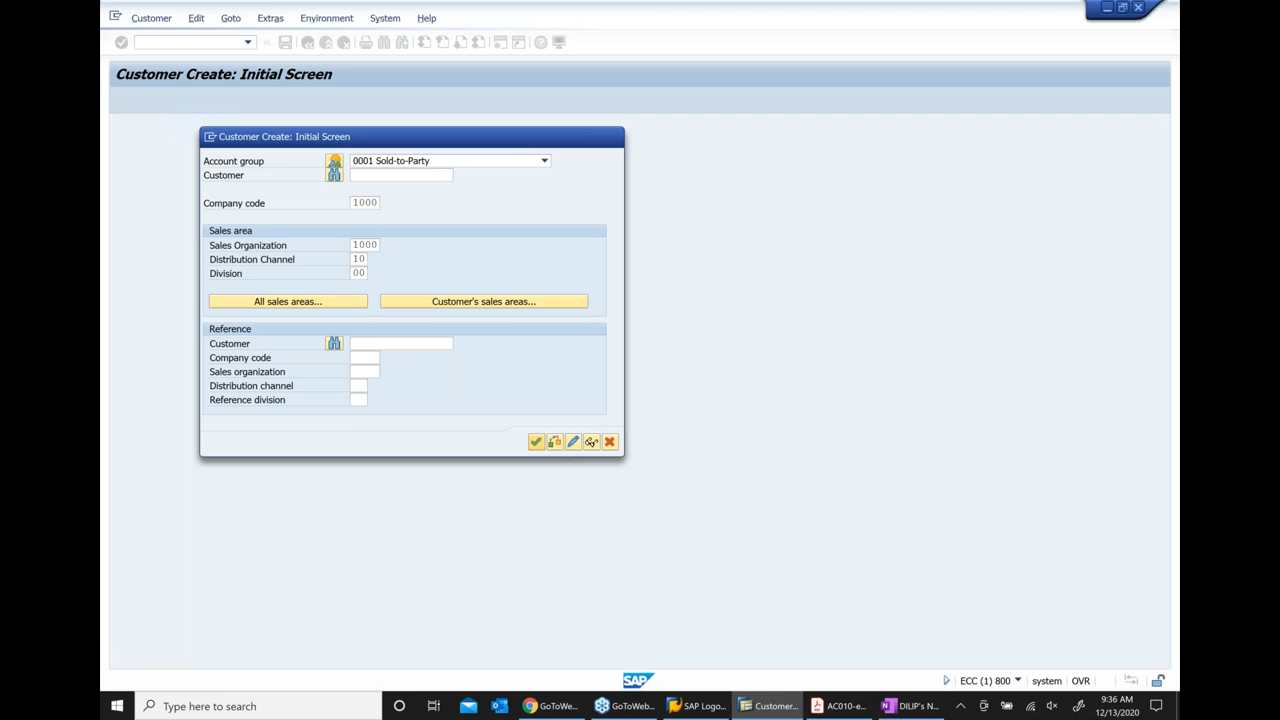 Customer Edit Goto Extras Environment System Help
Customer Create: Initial Screen
Customer Create: Initial Screen
Account group 0001 Sold-to-Party
Customer
Company code 1000
Sales area
Sales Organization 1000
Distribution Channel 10
Division 00
All sales areas... Customer's sales areas...
Reference
Customer
Company code
Sales organization
Distribution channel
Reference division
SAP ECC (1) 800 system OVR
Type here to search GoToWe... GoToWeb... SAP Logo... Customer... AC010-e... DILIP's N... 9:36 AM
12/13/2020